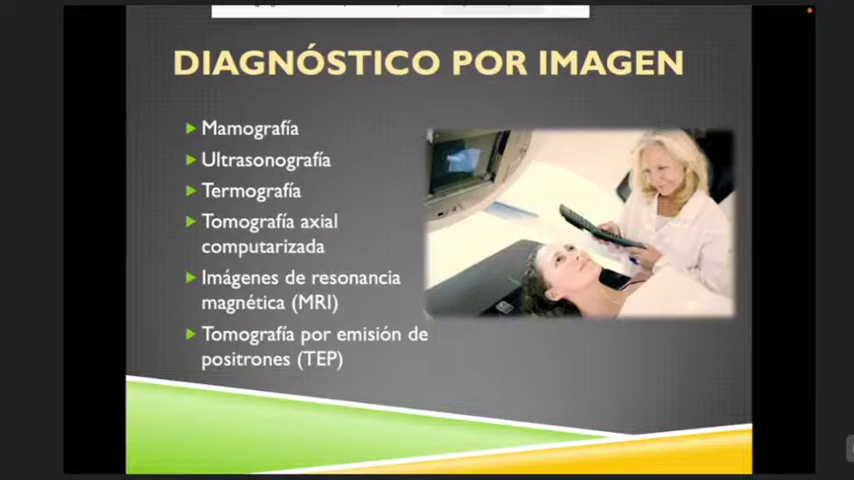 DIAGNÓSTICO POR IMAGEN
Mamografía
Ultrasonografía
Termografía
Tomografía axial
computarizada
Imágenes de resonancia
magnética (MRI)
Tomografía por emisión de
positrones (TEP)